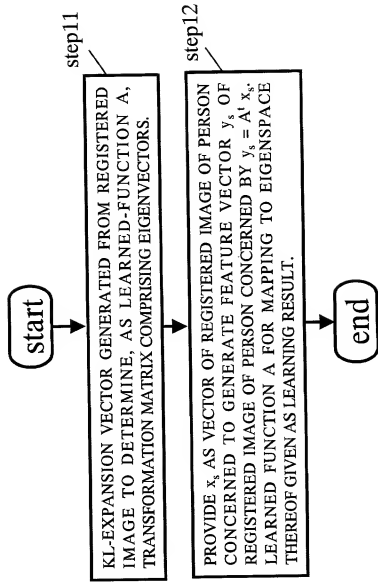 start
step11
KL-EXPANSION VECTOR GENERATED FROM REGISTERED
IMAGE TO DETERMINE, AS LEARNED-FUNCTION A,
TRANSFORMATION MATRIX COMPRISING EIGENVECTORS.
step12
PROVIDE xₛ AS VECTOR OF REGISTERED IMAGE OF PERSON
CONCERNED TO GENERATE FEATURE VECTOR yₛ OF
REGISTERED IMAGE OF PERSON CONCERNED BY yₛ = Aᵗ xₛ.
LEARNED FUNCTION A FOR MAPPING TO EIGENSPACE
THEREOF GIVEN AS LEARNING RESULT.
end